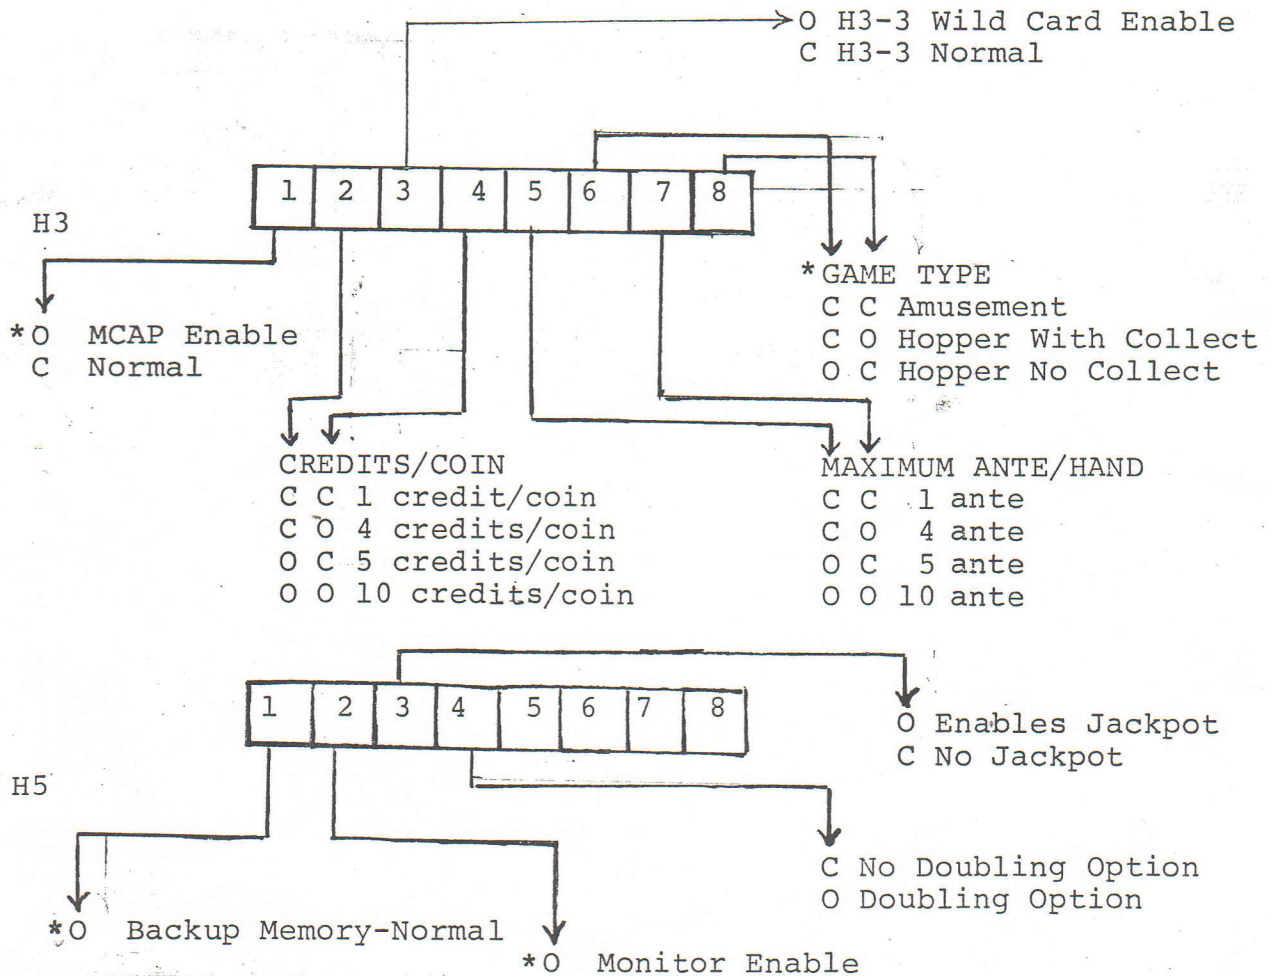 O H3-3 Wild Card Enable
C H3-3 Normal
1 2 3 4 5 6 7 8
H3
*O MCAP Enable
C Normal
*GAME TYPE
C C Amusement
C O Hopper With Collect
O C Hopper No Collect
CREDITS/COIN
C C 1 credit/coin
C O 4 credits/coin
O C 5 credits/coin
O O 10 credits/coin
MAXIMUM ANTE/HAND
C C 1 ante
C O 4 ante
O C 5 ante
O O 10 ante
1 2 3 4 5 6 7 8
H5
O Enables Jackpot
C No Jackpot
C No Doubling Option
O Doubling Option
*O Backup Memory-Normal
*O Monitor Enable